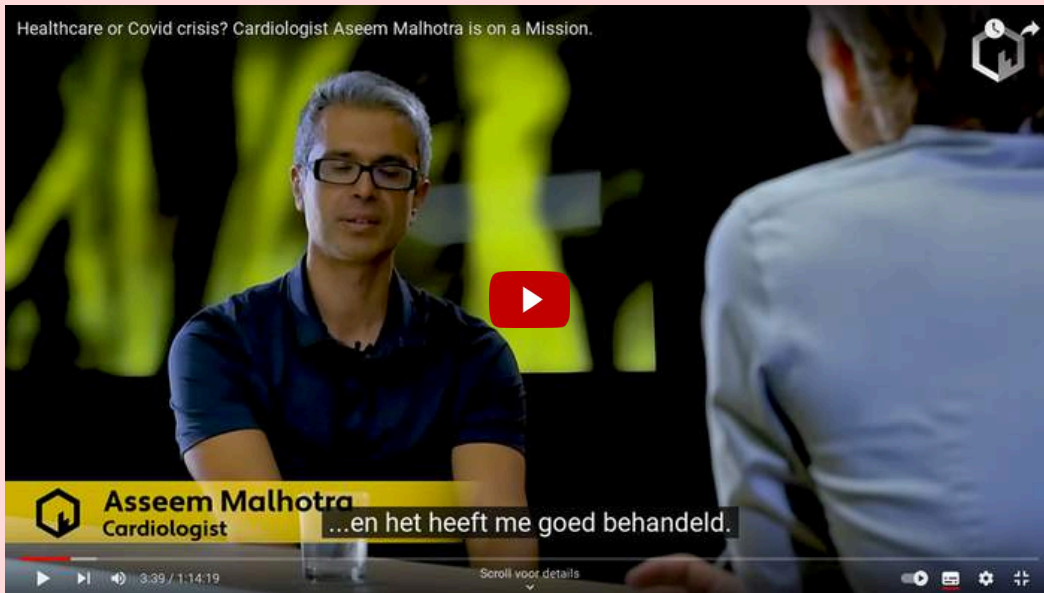 Healthcare or Covid crisis? Cardiologist Aseem Malhotra is on a Mission.
Asseem Malhotra
Cardiologist
...en het heeft me goed behandeld.
3:39 / 1:14:19
Scroll voor details